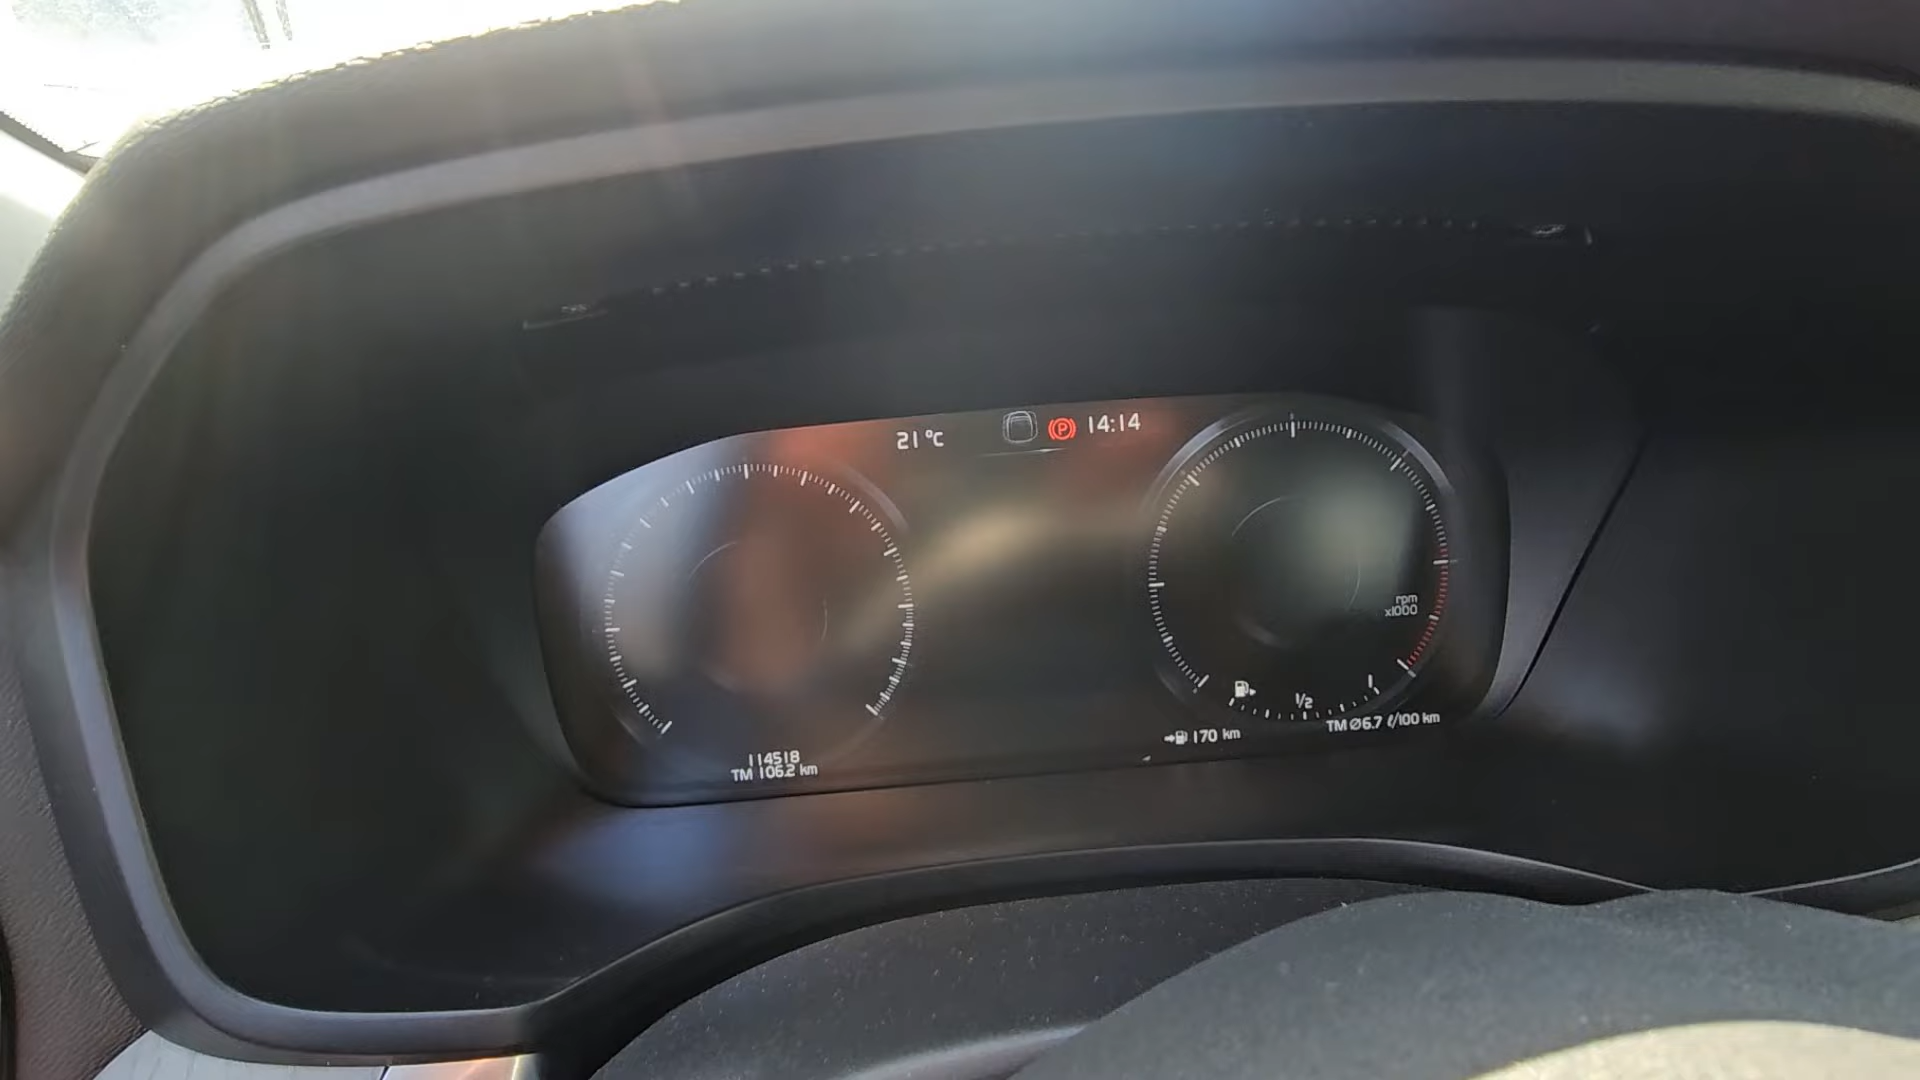 21 °C
P 14:14
rpm
x1000
1/2
TM Ø6.7 ℓ/100 km
170 km
114518
TM 106.2 km